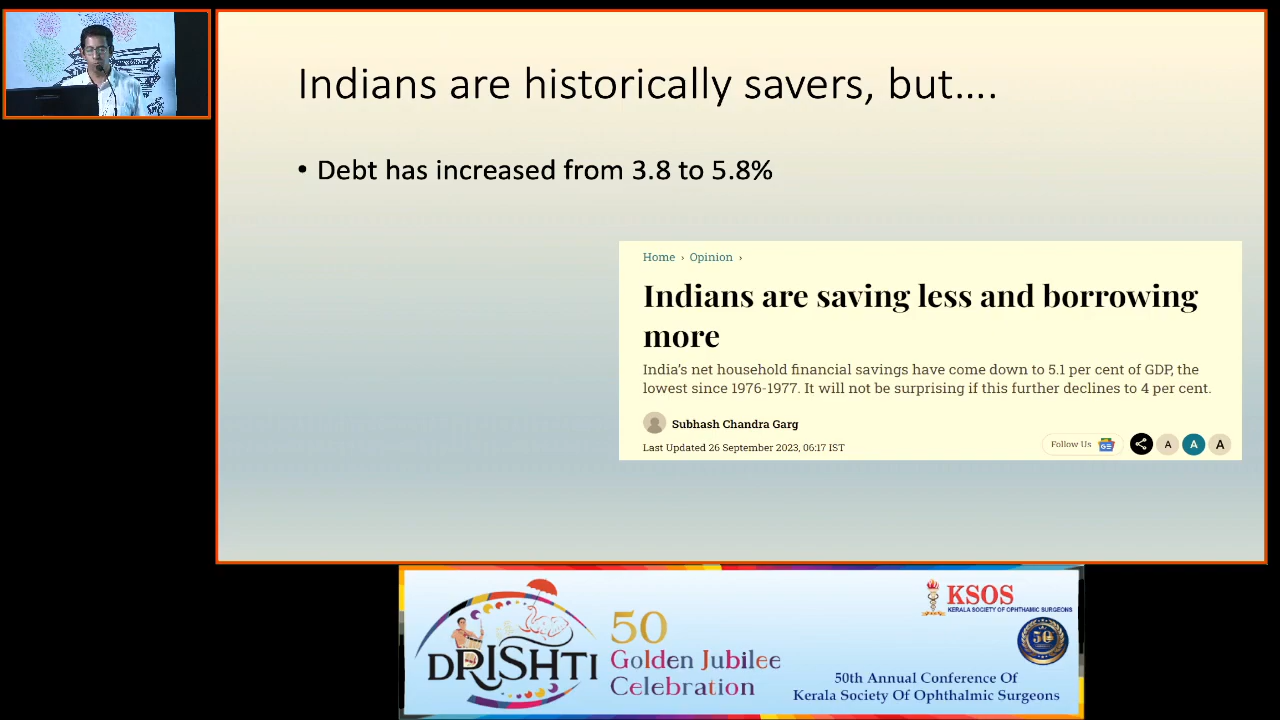 Indians are historically savers, but....
• Debt has increased from 3.8 to 5.8%
Home › Opinion ›
Indians are saving less and borrowing
more
India's net household financial savings have come down to 5.1 per cent of GDP, the
lowest since 1976-1977. It will not be surprising if this further declines to 4 per cent.
Subhash Chandra Garg
Last Updated 26 September 2023, 06:17 IST
Follow Us
A A A
DRISHTI
50
Golden Jubilee
Celebration
KSOS
KERALA SOCIETY OF OPHTHAMIC SURGEONS
50
50th Annual Conference Of
Kerala Society Of Ophthalmic Surgeons